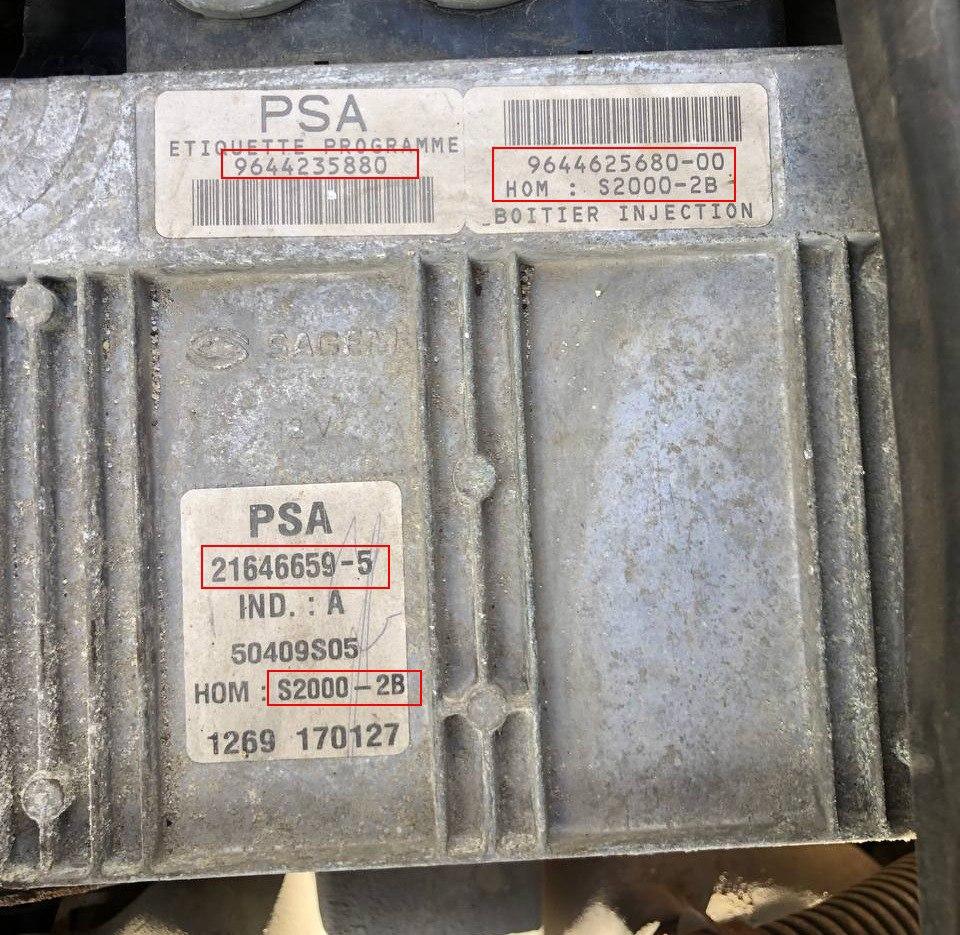 PSA
ETIQUETTE PROGRAMME
9644235880
9644625680-00
HOM : S2000-2B
BOITIER INJECTION
SAGEM
PSA
21646659-5
IND. : A
50409S05
HOM : S2000-2B
1269 170127